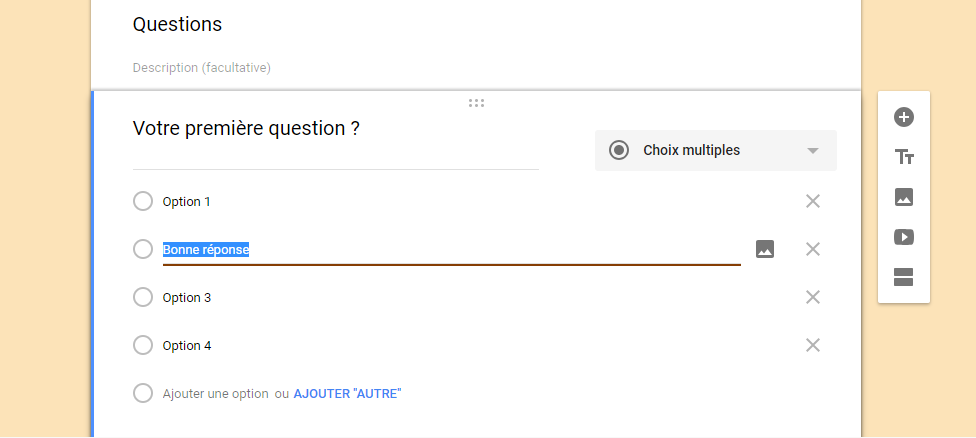 Questions
Description (facultative)
Votre première question ?
Choix multiples
Option 1
Bonne réponse
Option 3
Option 4
Ajouter une option ou AJOUTER "AUTRE"
Tт